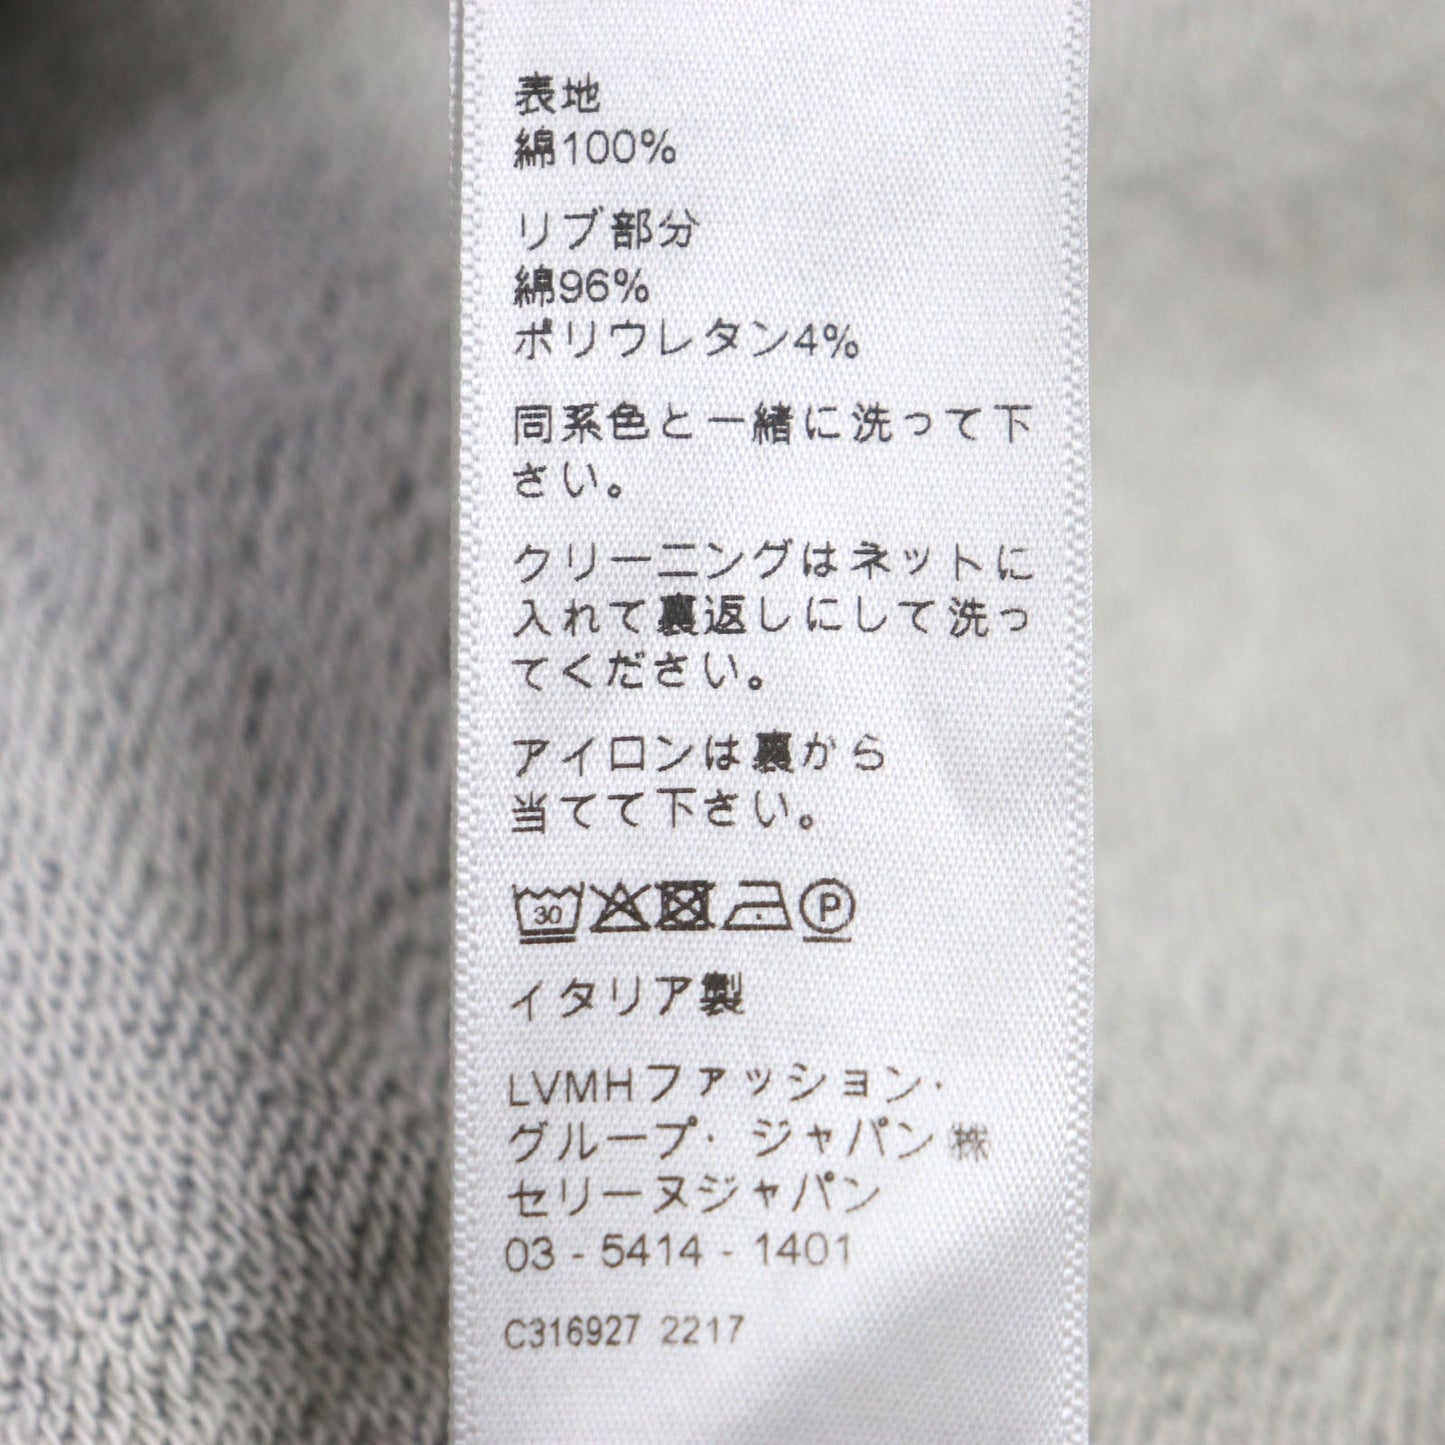 表地
綿100%
リブ部分
綿96%
ポリウレタン4%
同系色と一緒に洗って下
さい。
クリーニングはネットに
入れて裏返しにして洗っ
てください。
アイロンは裏から
当てて下さい。
30 P
イタリア製
LVMHファッション・
グループ・ジャパン㈱
セリーヌジャパン
03 - 5414 - 1401
C316927 2217